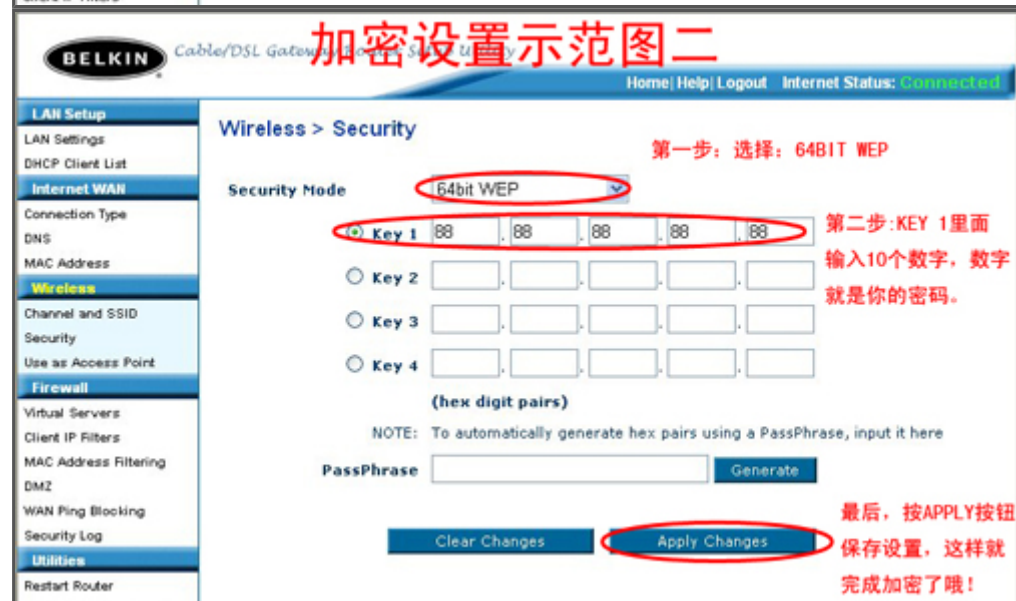 加密设置示范图二
BELKIN
Cable/DSL Gateway Router Setup Utility
Home| Help| Logout Internet Status: Connected
LAN Setup
LAN Settings
DHCP Client List
Internet WAN
Connection Type
DNS
MAC Address
Wireless
Channel and SSID
Security
Use as Access Point
Firewall
Virtual Servers
Client IP Filters
MAC Address Filtering
DMZ
WAN Ping Blocking
Security Log
Utilities
Restart Router
Wireless > Security
第一步：选择：64BIT WEP
Security Mode 64bit WEP
Key 1 88 . 88 . 88 . 88 . 88
第二步:KEY 1里面
输入10个数字，数字
就是你的密码。
Key 2 . . . .
Key 3 . . . .
Key 4 . . . .
(hex digit pairs)
NOTE: To automatically generate hex pairs using a PassPhrase, input it here
PassPhrase Generate
Clear Changes Apply Changes
最后，按APPLY按钮
保存设置，这样就
完成加密了哦！